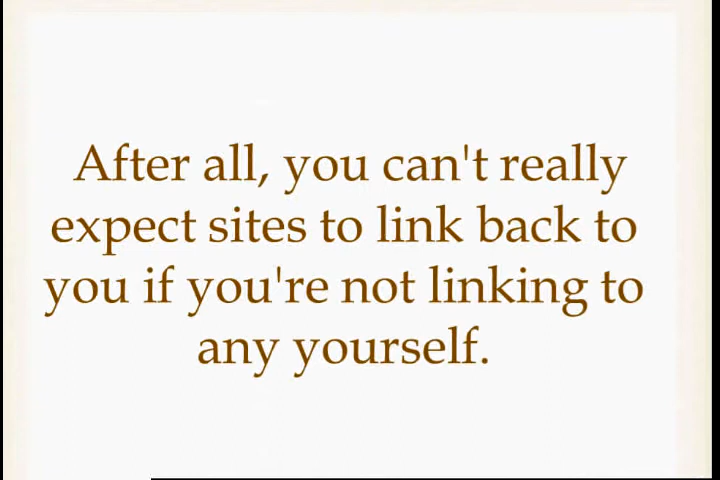 After all, you can't really
expect sites to link back to
you if you're not linking to
any yourself.